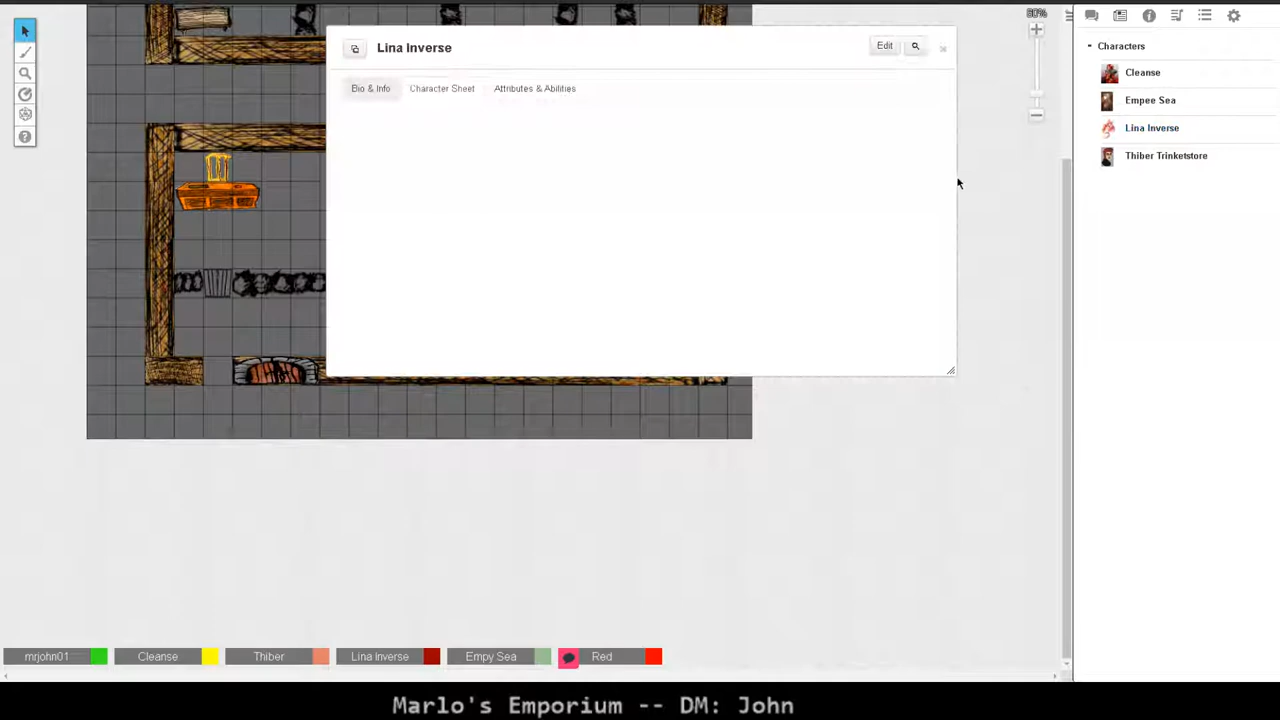 80%
Lina Inverse
Edit
Bio & Info Character Sheet Attributes & Abilities
Characters
Cleanse
Empee Sea
Lina Inverse
Thiber Trinketstore
mrjohn01 Cleanse Thiber Lina Inverse Empy Sea Red
Marlo's Emporium -- DM: John